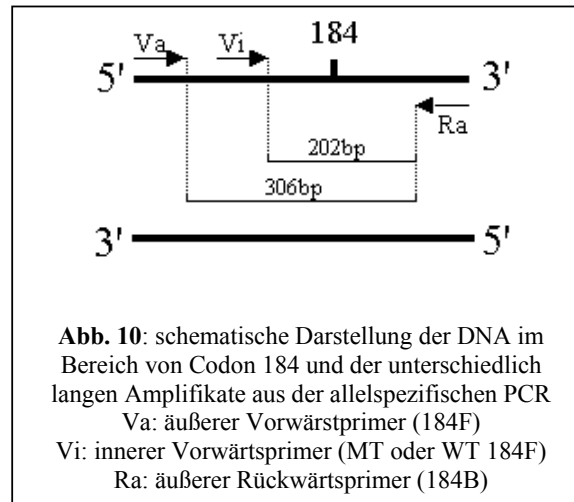 Va Vi 184
5' 3'
Ra
202bp
306bp
3' 5'
Abb. 10: schematische Darstellung der DNA im
Bereich von Codon 184 und der unterschiedlich
langen Amplifikate aus der allelspezifischen PCR
Va: äußerer Vorwärstprimer (184F)
Vi: innerer Vorwärtsprimer (MT oder WT 184F)
Ra: äußerer Rückwärtsprimer (184B)